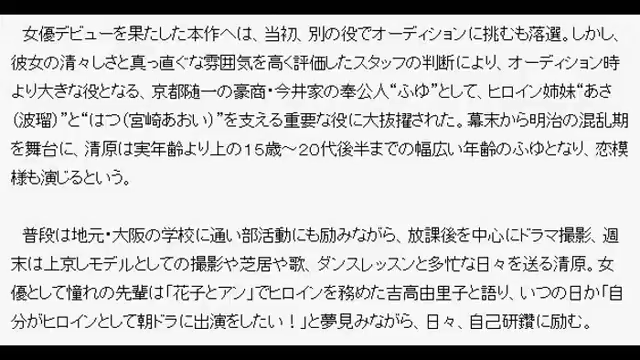 女優デビューを果たした本作へは、当初、別の役でオーディションに挑むも落選。しかし、
彼女の清々しさと真っ直ぐな雰囲気を高く評価したスタッフの判断により、オーディション時
より大きな役となる、京都随一の豪商・今井家の奉公人“ふゆ”として、ヒロイン姉妹“あさ
（波瑠）”と“はつ（宮崎あおい）”を支える重要な役に大抜擢された。幕末から明治の混乱期
を舞台に、清原は実年齢より上の15歳～20代後半までの幅広い年齢のふゆとなり、恋模
様も演じるという。
普段は地元・大阪の学校に通い部活動にも励みながら、放課後を中心にドラマ撮影、週
末は上京しモデルとしての撮影や芝居や歌、ダンスレッスンと多忙な日々を送る清原。女
優として憧れの先輩は「花子とアン」でヒロインを務めた吉高由里子と語り、いつの日か「自
分がヒロインとして朝ドラに出演をしたい！」と夢見みながら、日々、自己研鑽に励む。